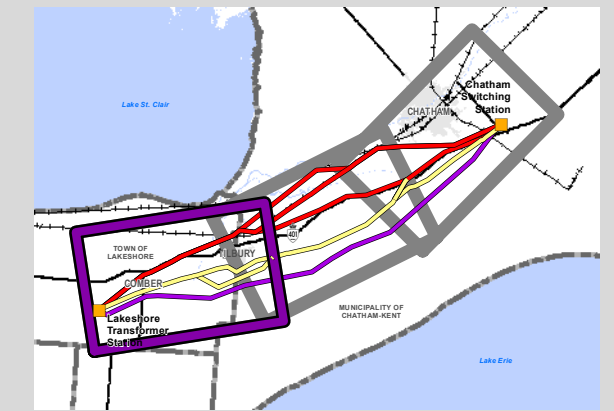 Chatham
Switching
Station
CHATHAM
Lake St. Clair
401
TOWN OF
LAKESHORE
TILBURY
COMBER
Lakeshore
Transformer
Station
MUNICIPALITY OF
CHATHAM-KENT
Lake Erie